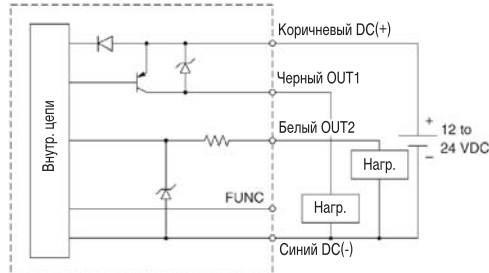 Коричневый DC(+)
Черный OUT1
Белый OUT2
Внутр. цепи
+
12 to
24 VDC
−
Нагр.
FUNC
Нагр.
Синий DC(-)